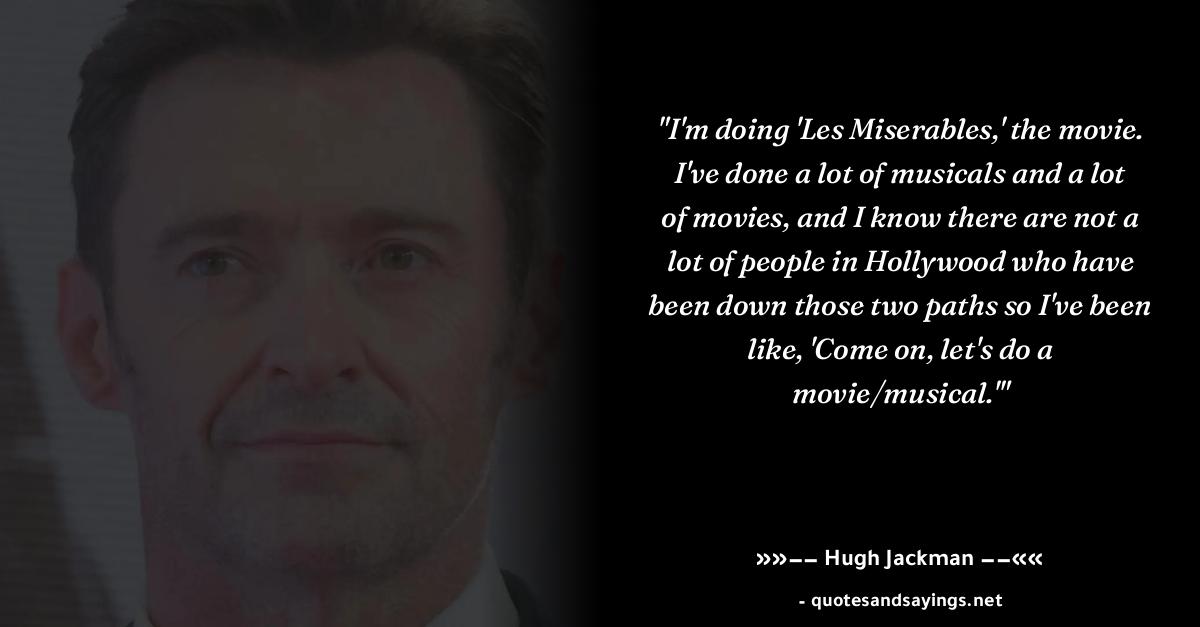 "I'm doing 'Les Miserables,' the movie.
I've done a lot of musicals and a lot
of movies, and I know there are not a
lot of people in Hollywood who have
been down those two paths so I've been
like, 'Come on, let's do a
movie/musical.'"
»»–– Hugh Jackman ––««
- quotesandsayings.net